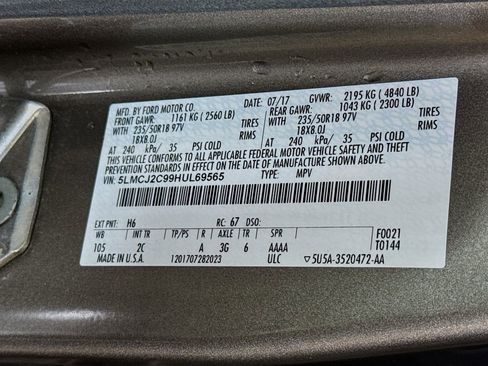 MFD. BY FORD MOTOR CO.
DATE: 07/17 GVWR: 2195 KG ( 4840 LB)
FRONT GAWR: 1161 KG ( 2560 LB) REAR GAWR: 1043 KG ( 2300 LB)
WITH 235/50R18 97V TIRES WITH 235/50R18 97V TIRES
18X8.0J RIMS 18X8.0J RIMS
AT 240 kPa/ 35 PSI COLD AT 240 kPa/ 35 PSI COLD
THIS VEHICLE CONFORMS TO ALL APPLICABLE FEDERAL MOTOR VEHICLE SAFETY AND THEFT
PREVENTION STANDARDS IN EFFECT ON THE DATE OF MANUFACTURE SHOWN ABOVE.
VIN: 5LMCJ2C99HUL69565 TYPE: MPV
EXT PNT: H6 RC: 67 DSO:
WB INT TR TP/PS R AXLE TR SPR F0021
105 2C A 3G 6 AAAA T0144
MADE IN U.S.A. 1201707282023 ULC 5U5A-3520472-AA